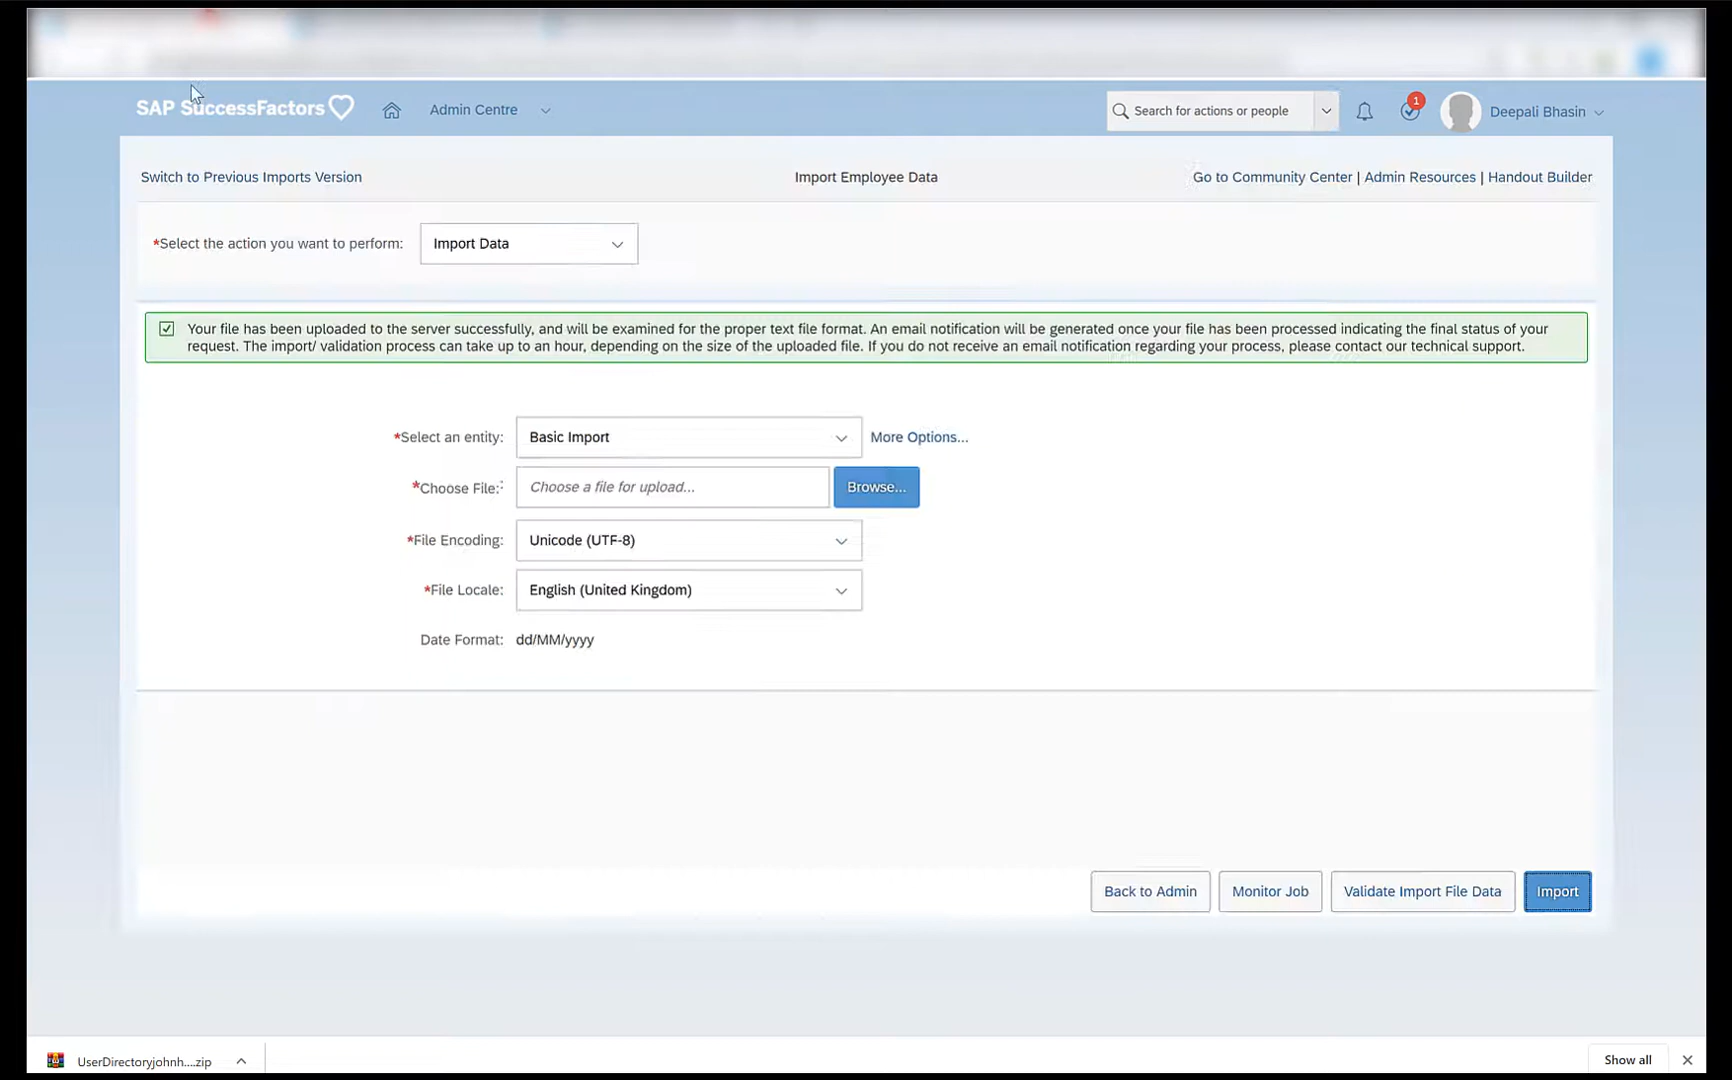 SAP SuccessFactors
Admin Centre
Search for actions or people
1
Deepali Bhasin
Switch to Previous Imports Version
Import Employee Data
Go to Community Center | Admin Resources | Handout Builder
*Select the action you want to perform:
Import Data
Your file has been uploaded to the server successfully, and will be examined for the proper text file format. An email notification will be generated once your file has been processed indicating the final status of your
request. The import/ validation process can take up to an hour, depending on the size of the uploaded file. If you do not receive an email notification regarding your process, please contact our technical support.
*Select an entity:
Basic Import
More Options...
*Choose File:
Choose a file for upload...
Browse...
*File Encoding:
Unicode (UTF-8)
*File Locale:
English (United Kingdom)
Date Format:
dd/MM/yyyy
Back to Admin
Monitor Job
Validate Import File Data
Import
UserDirectoryjohnh....zip
Show all